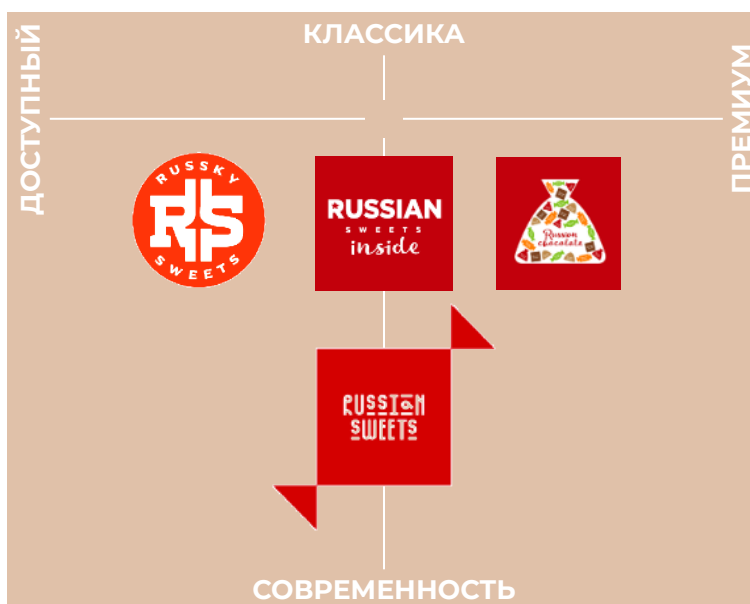 КЛАССИКА
ДОСТУПНЫЙ
ПРЕМИУМ
RUSSKY
RS
SWEETS
RUSSIAN
SWEETS
inside
Russian
chocolate
RUSSIAN
SWEETS
СОВРЕМЕННОСТЬ